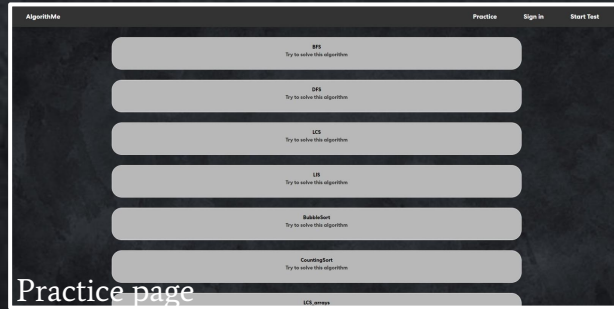 AlgorithMe Practice Sign in Start Test
BFS
Try to solve this algorithm
DFS
Try to solve this algorithm
LCS
Try to solve this algorithm
LIS
Try to solve this algorithm
BubbleSort
Try to solve this algorithm
CountingSort
Try to solve this algorithm
LCS_arrays
Practice page